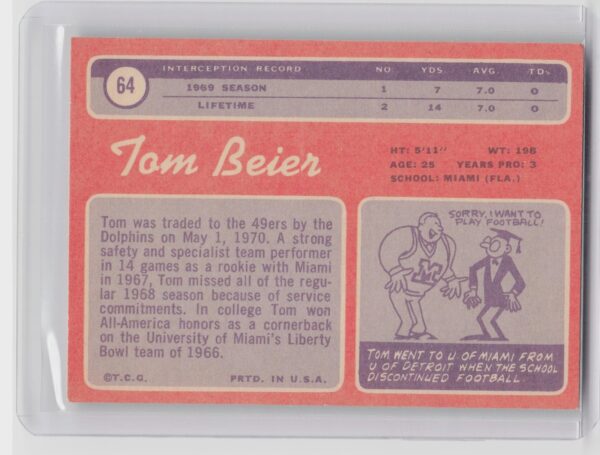 64
INTERCEPTION RECORD NO. YDS. AVG. TDs.
1969 SEASON 1 7 7.0 0
LIFETIME 2 14 7.0 0
Tom Beier
HT: 5'11" WT: 198
AGE: 25 YEARS PRO: 3
SCHOOL: MIAMI (FLA.)
Tom was traded to the 49ers by the
Dolphins on May 1, 1970. A strong
safety and specialist team performer
in 14 games as a rookie with Miami
in 1967, Tom missed all of the regu-
lar 1968 season because of service
commitments. In college Tom won
All-America honors as a cornerback
on the University of Miami's Liberty
Bowl team of 1966.
©T.C.G. PRTD. IN U.S.A.
SORRY, I WANT TO
PLAY FOOTBALL!
M
TOM WENT TO U OF MIAMI FROM
U OF DETROIT WHEN THE SCHOOL
DISCONTINUED FOOTBALL